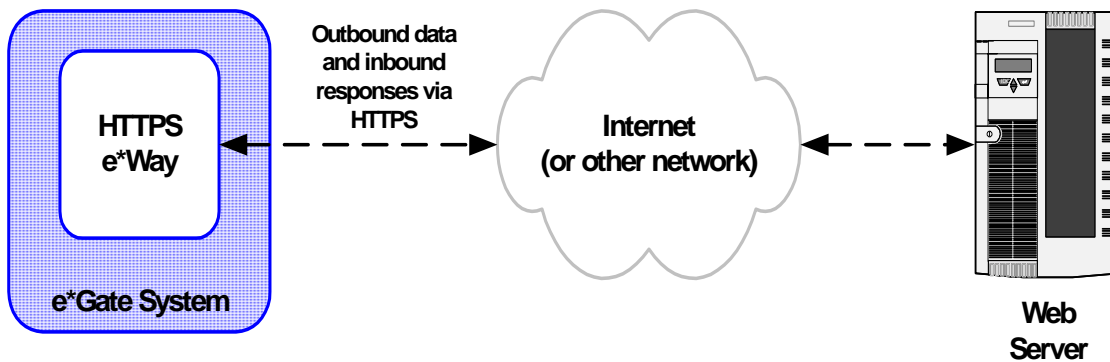 HTTPS
e*Way
e*Gate System
Outbound data
and inbound
responses via
HTTPS
Internet
(or other network)
Web
Server